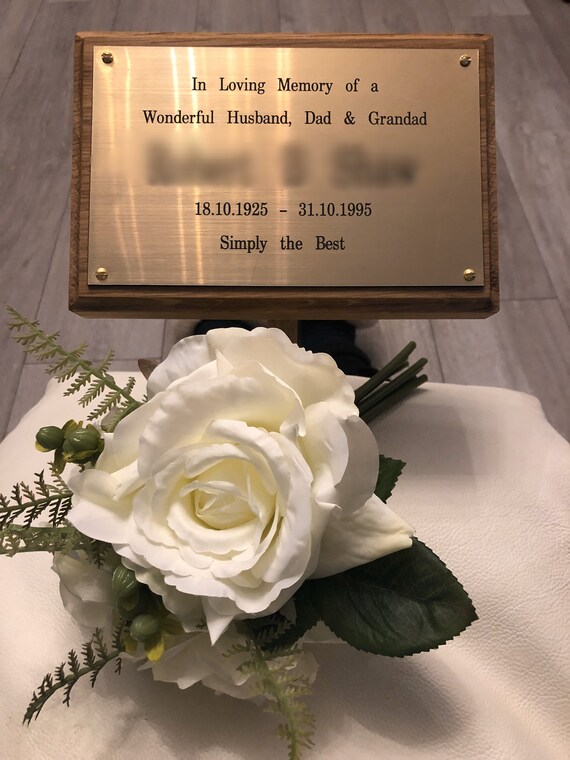 In Loving Memory of a
Wonderful Husband, Dad & Grandad
18.10.1925 - 31.10.1995
Simply the Best